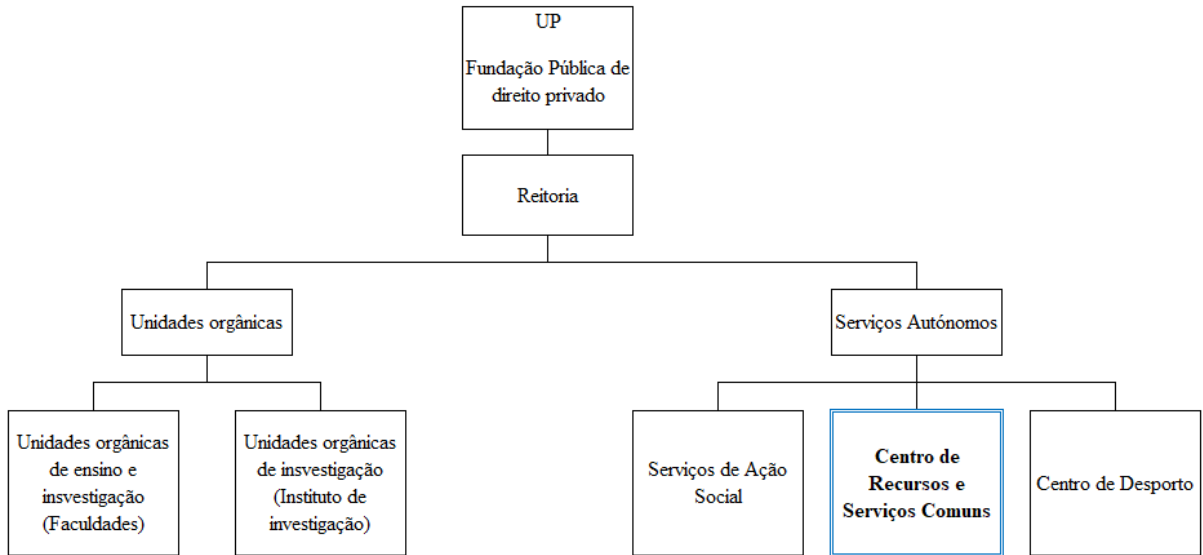 UP
Fundação Pública de
direito privado
Reitoria
Unidades orgânicas
Serviços Autónomos
Unidades orgânicas
de ensino e
insvestigação
(Faculdades)
Unidades orgânicas
de insvestigação
(Instituto de
investigação)
Serviços de Ação
Social
Centro de
Recursos e
Serviços Comuns
Centro de Desporto